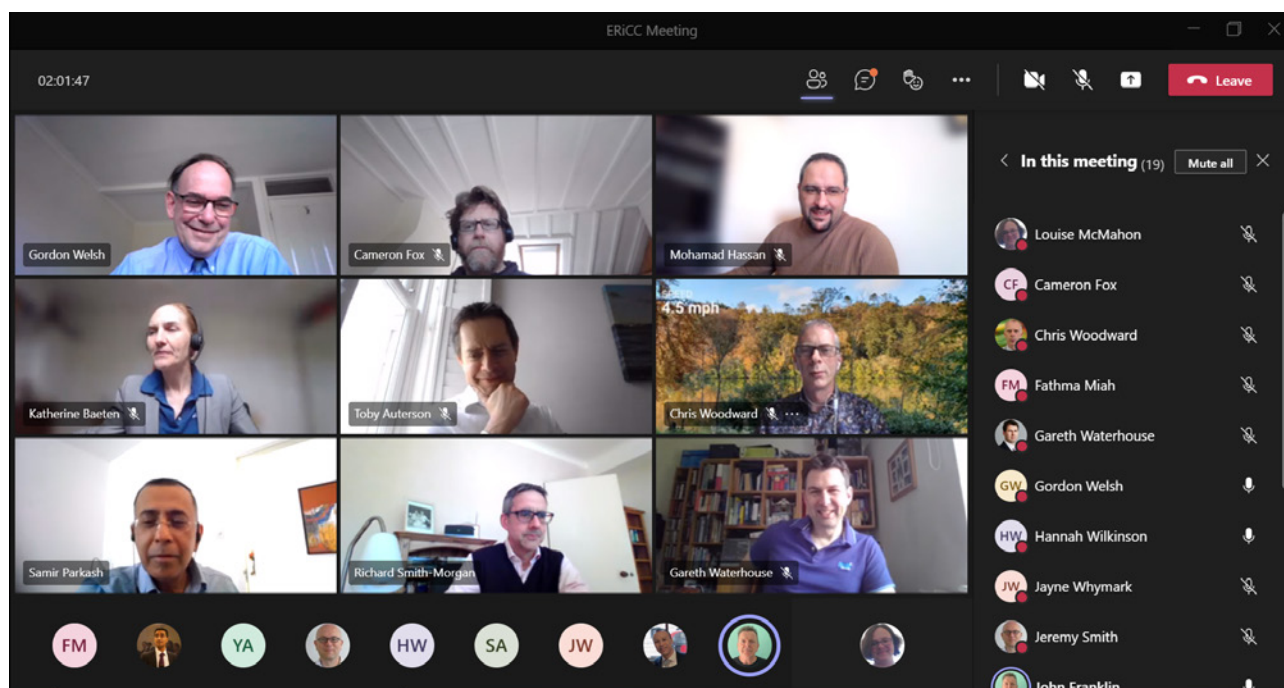 ERiCC Meeting
02:01:47
Leave
In this meeting (19)
Mute all
Gordon Welsh
Cameron Fox
Mohamad Hassan
4.5 mph
Katherine Baeten
Toby Auterson
Chris Woodward
Samir Parkash
Richard Smith-Morgan
Gareth Waterhouse
FM
YA
HW
SA
JW
Louise McMahon
CF
Cameron Fox
Chris Woodward
FM
Fathma Miah
Gareth Waterhouse
GW
Gordon Welsh
HW
Hannah Wilkinson
JW
Jayne Whymark
Jeremy Smith
John Franklin